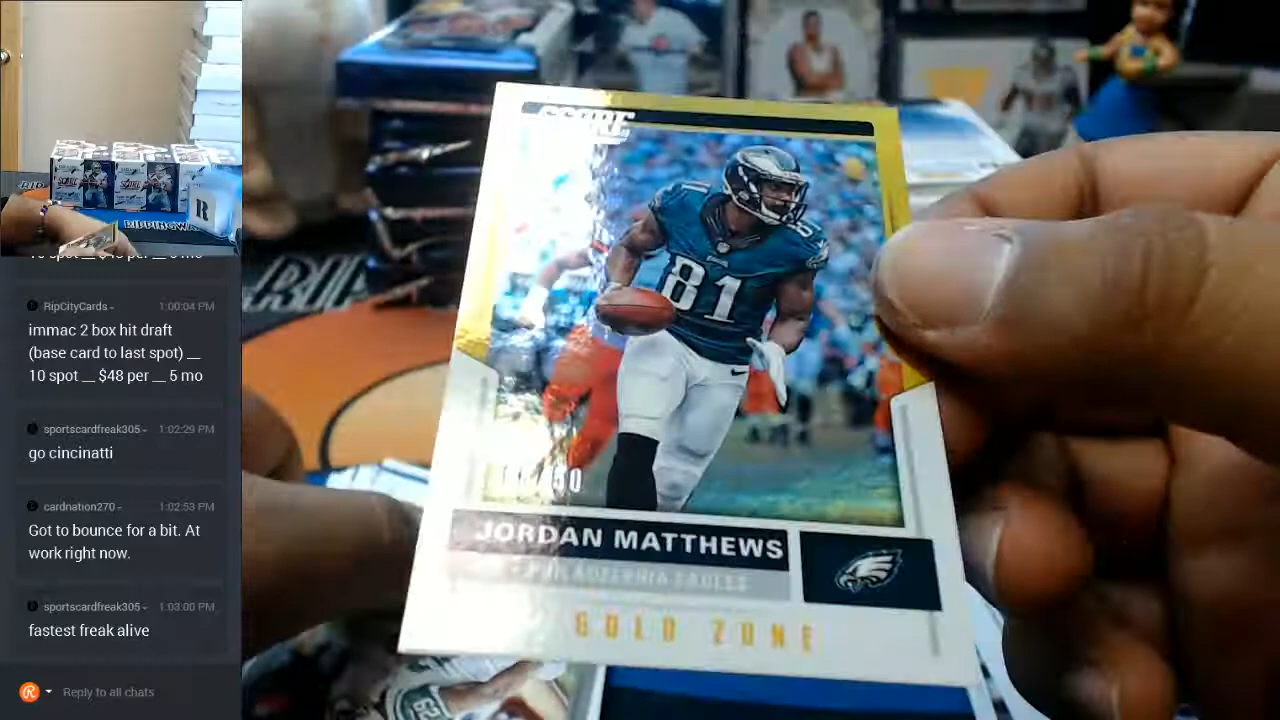 R
RIPPINGWA
RipCityCards
1:00:04 PM
immac 2 box hit draft
(base card to last spot) __
10 spot __ $48 per __ 5 mo
sportscardfreak305
1:02:29 PM
go cincinatti
cardnation270
1:02:53 PM
Got to bounce for a bit. At
work right now.
sportscardfreak305
1:03:00 PM
fastest freak alive
Reply to all chats
RIP
SCORE
81
JORDAN MATTHEWS
PHILADELPHIA EAGLES
GOLD ZONE